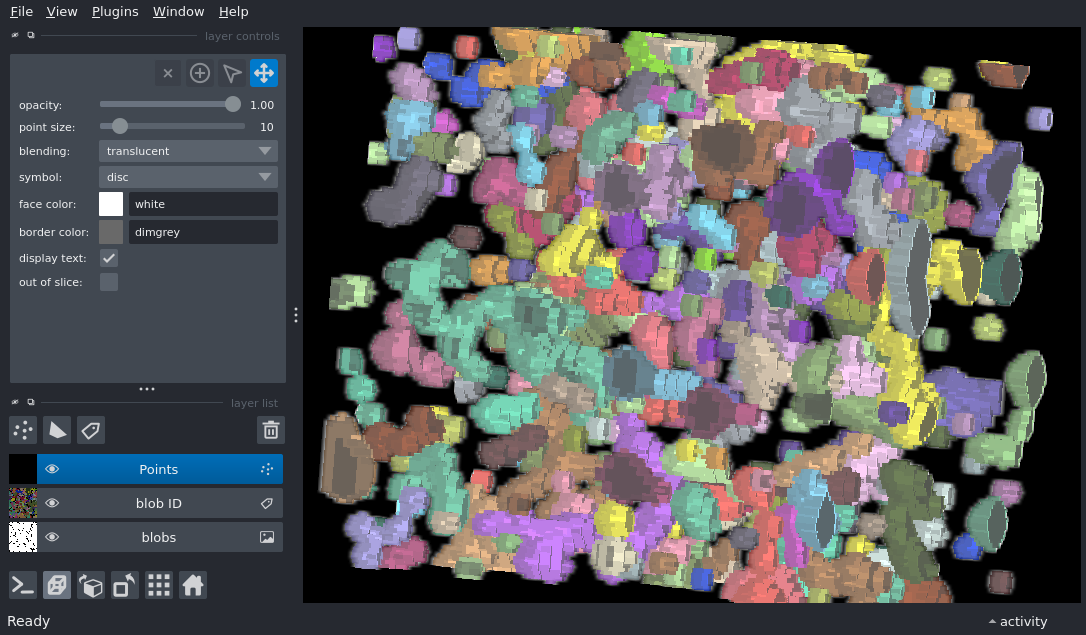 File View Plugins Window Help
layer controls
opacity: 1.00
point size: 10
blending: translucent
symbol: disc
face color: white
border color: dimgrey
display text:
out of slice:
layer list
Points
blob ID
blobs
Ready
activity